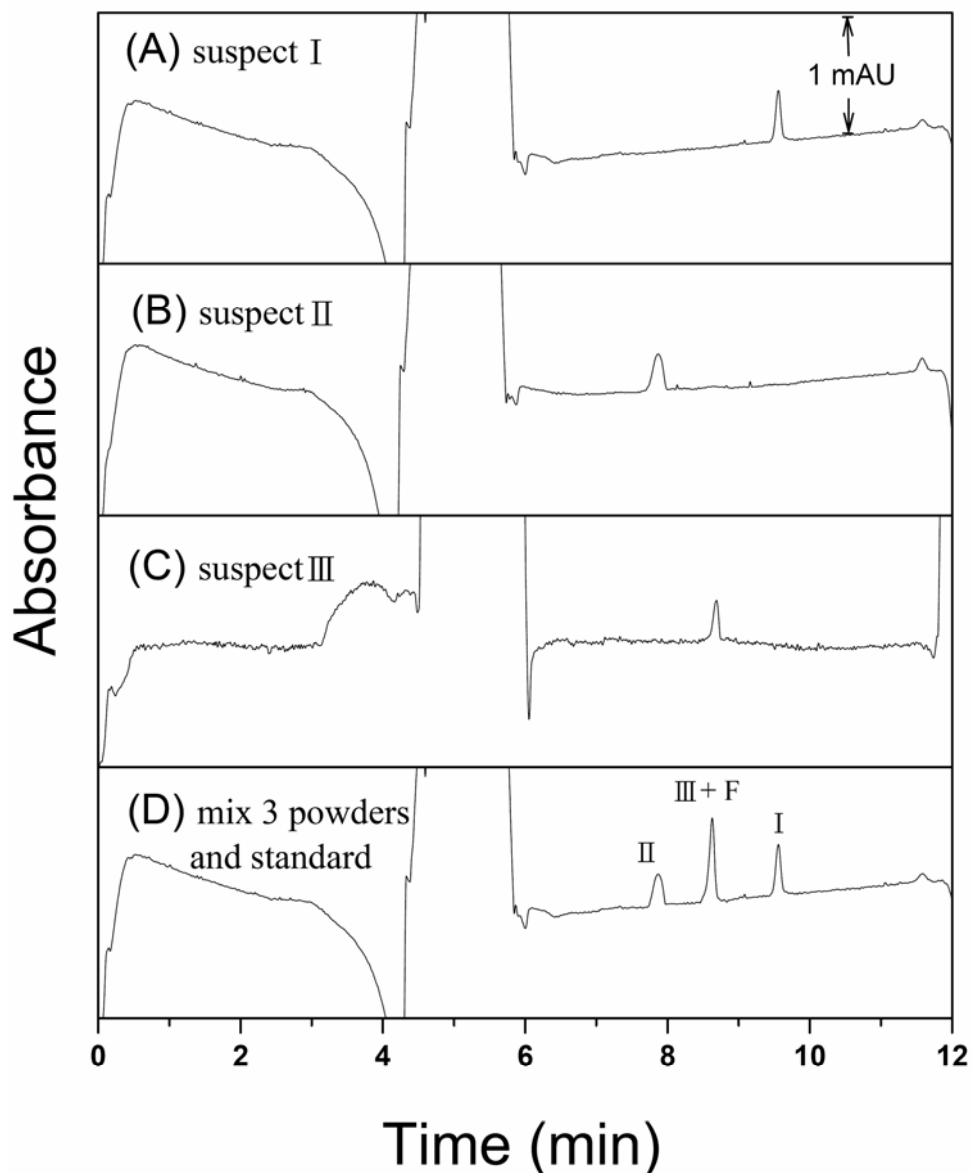 (A) suspect Ⅰ
1 mAU
(B) suspect Ⅱ
(C) suspect Ⅲ
(D) mix 3 powders
and standard
Ⅱ
Ⅲ + F
Ⅰ
0 2 4 6 8 10 12
Time (min)
Absorbance